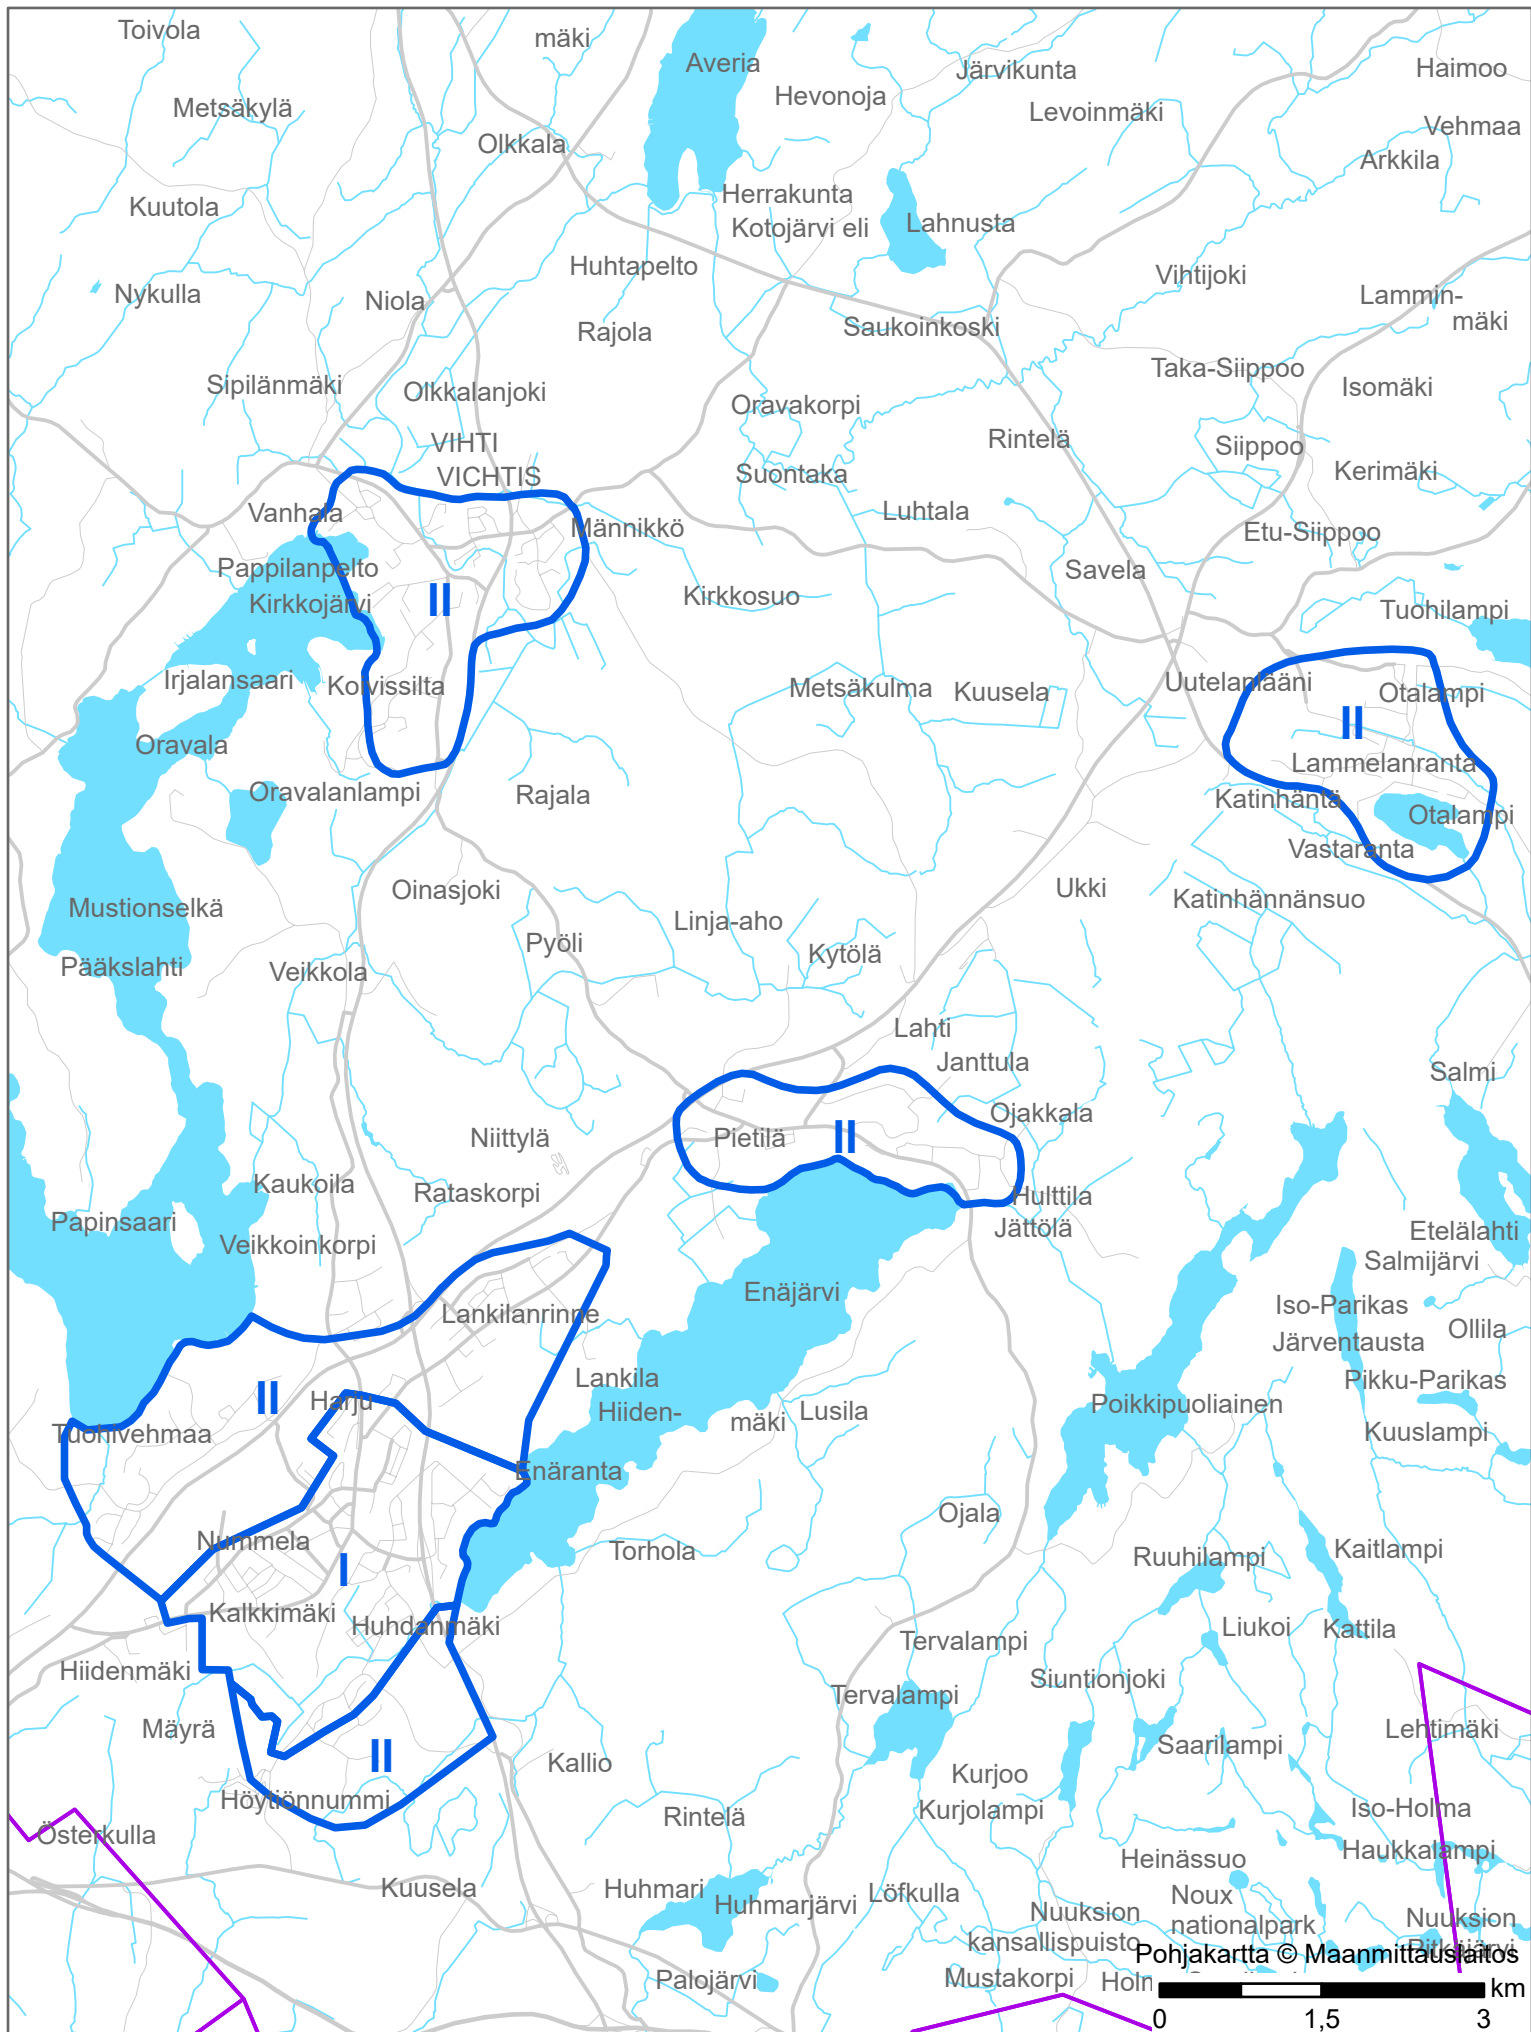 Toivola
mäki
Averia
Järvikunta
Haimoo
Hevonoja
Metsäkylä
Levoinmäki
Vehmaa
Olkkala
Arkkila
Herrakunta
Kuutola
Kotojärvi eli
Lahnusta
Huhtapelto
Vihtijoki
Nykulla
Niola
Lammin-
mäki
Rajola
Saukoinkoski
Taka-Siippoo
Sipilänmäki
Olkkalanjoki
Isomäki
Oravakorpi
VIHTI
Rintelä
Siippoo
VICHTIS
Suontaka
Kerimäki
Vanhala
Luhtala
Männikkö
Etu-Siippoo
Pappilanpelto
Savela
Kirkkojärvi
II
Kirkkosuo
Tuohilampi
Irjalansaari
Koivissilta
Metsäkulma
Kuusela
Uutelanlääni
Otalampi
II
Oravala
Lammelanranta
Oravalanlampi
Rajala
Katinhäntä
Otalampi
Vastaranta
Oinasjoki
Ukki
Katinhännänsuo
Mustionselkä
Linja-aho
Pyöli
Kytölä
Pääkslahti
Veikkola
Lahti
Janttula
Salmi
Ojakkala
Niittylä
Pietilä
II
Kaukoila
Rataskorpi
Hulttila
Papinsaari
Jättölä
Etelälahti
Veikkoinkorpi
Salmijärvi
Enäjärvi
Iso-Parikas
Lankilanrinne
Järventausta
Ollila
Lankila
Pikku-Parikas
II
Harju
Hiiden-
mäki
Lusila
Poikkipuoliainen
Tuohivehmaa
Kuuslampi
Enäranta
Ojala
Nummela
Torhola
Ruuhilampi
Kaitlampi
I
Kalkkimäki
Huhdanmäki
Liukoi
Kattila
Tervalampi
Hiidenmäki
Siuntionjoki
Tervalampi
Mäyrä
Lehtimäki
II
Kallio
Saarilampi
Kurjoo
Höytiönnummi
Kurjolampi
Iso-Holma
Rintelä
Österkulla
Haukkalampi
Heinässuo
Kuusela
Huhmari
Huhmarjärvi
Löfkulla
Noux
nationalpark
Nuuksion
kansallispuisto
Nuuksion
Pitkäjärvi
Pohjakartta © Maanmittauslaitos
Palojärvi
Mustakorpi
km
0 1,5 3